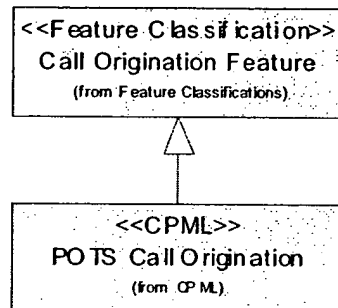 <<Feature Classification>>
Call Origination Feature
(from Feature Classifications)
<<CPML>>
POTS Call Origination
(from CPML)